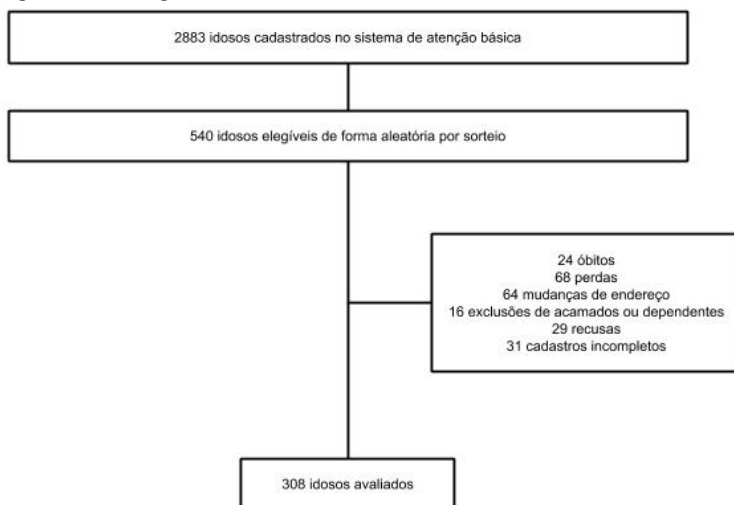 2883 idosos cadastrados no sistema de atenção básica
540 idosos elegíveis de forma aleatória por sorteio
24 óbitos
68 perdas
64 mudanças de endereço
16 exclusões de acamados ou dependentes
29 recusas
31 cadastros incompletos
308 idosos avaliados